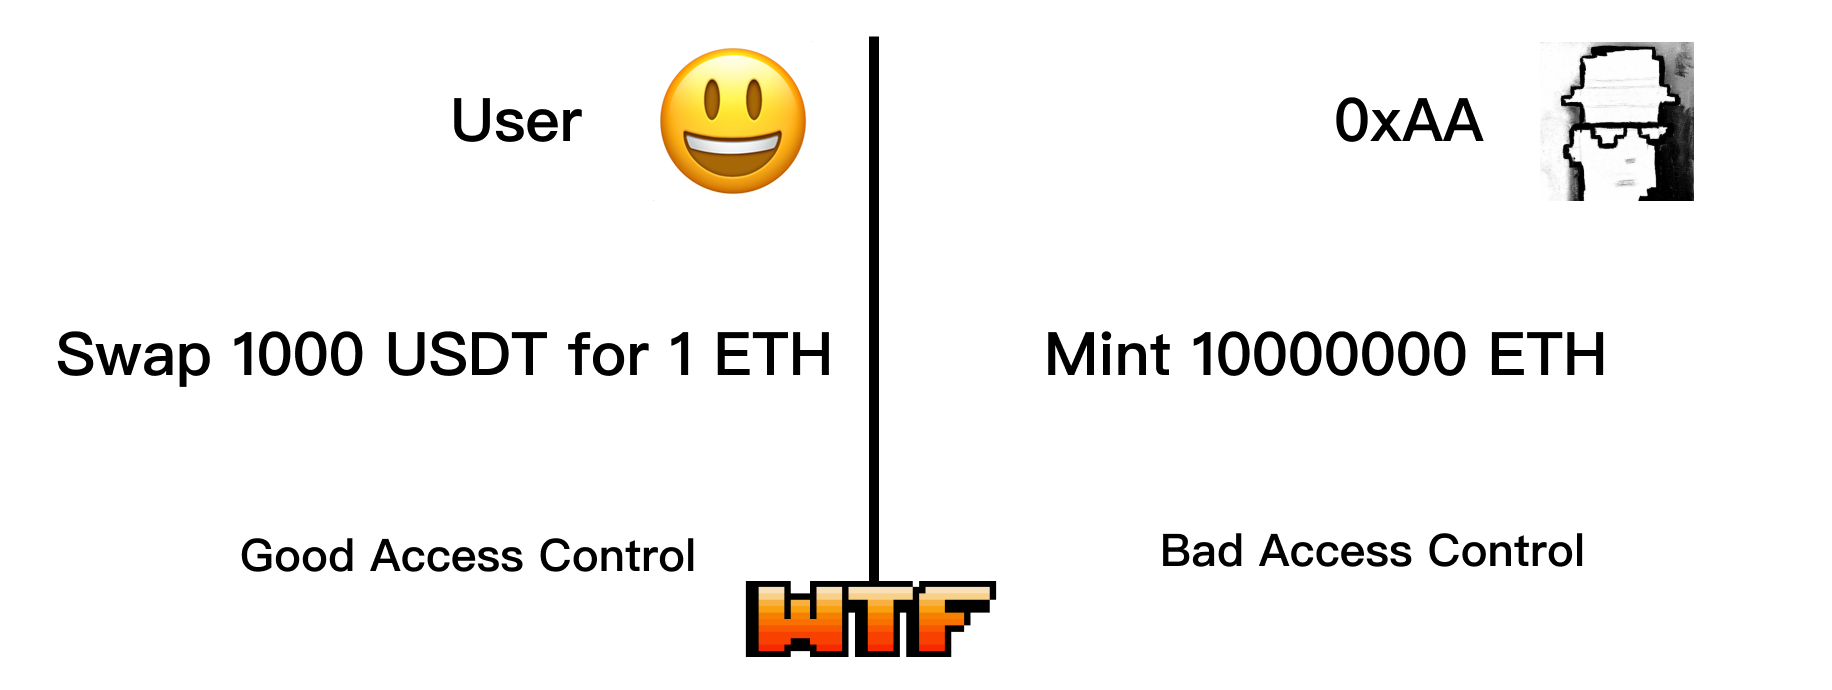 User
Swap 1000 USDT for 1 ETH
Good Access Control
0xAA
Mint 10000000 ETH
Bad Access Control
WTF